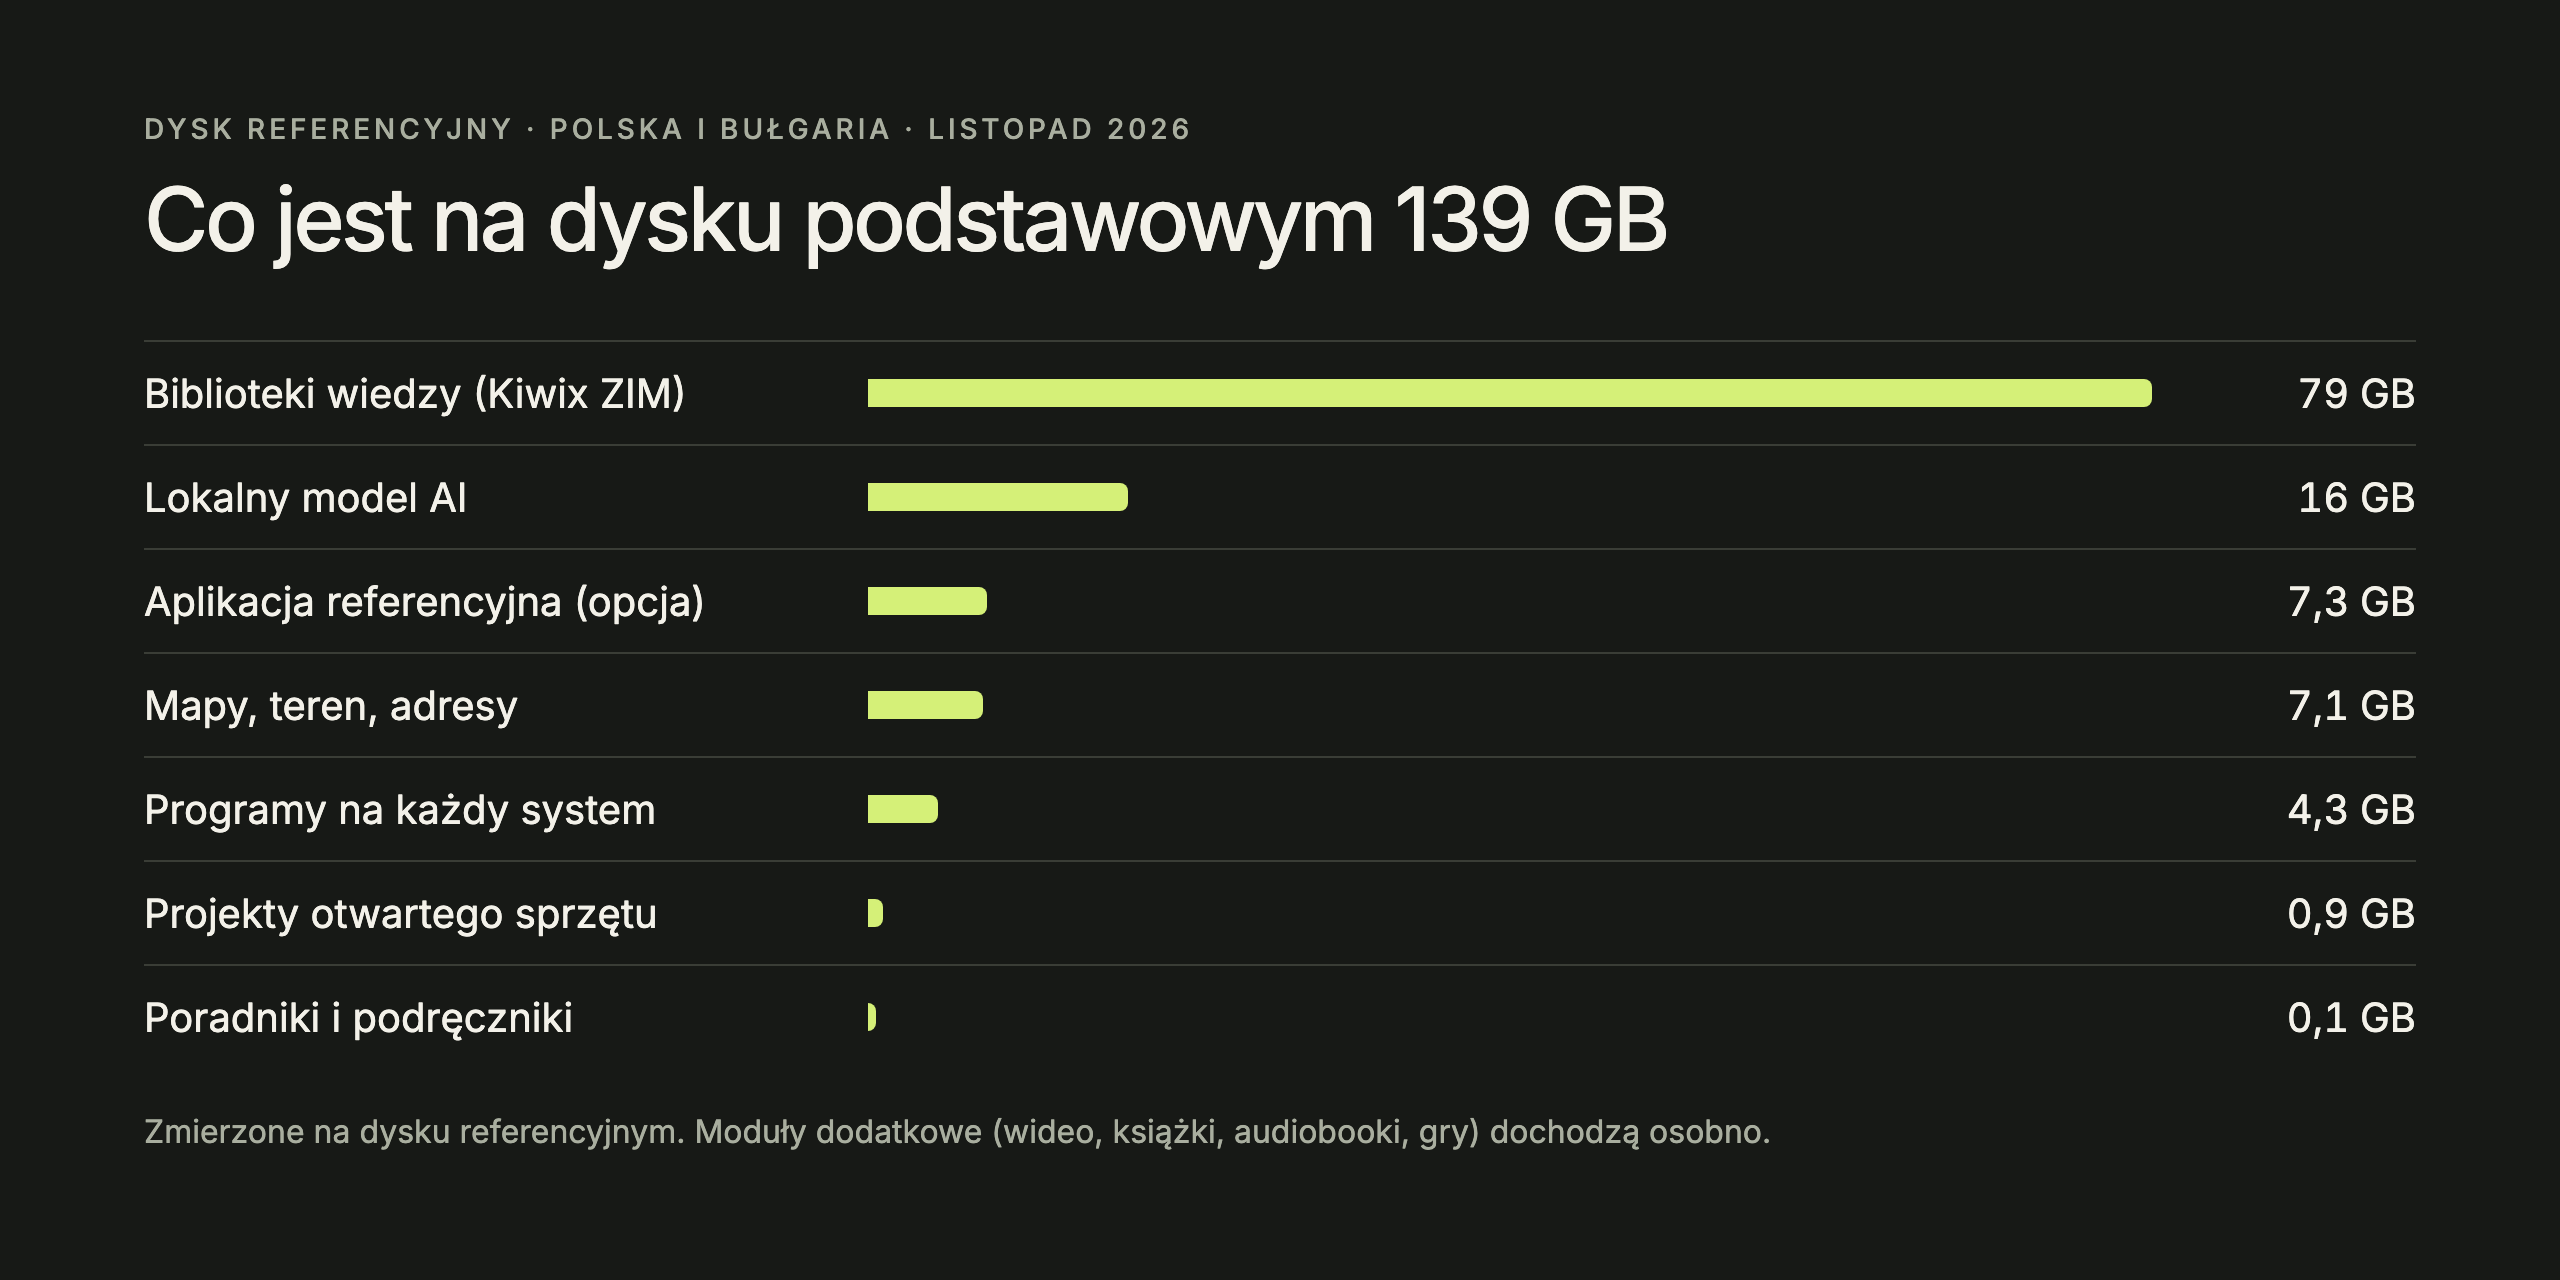 DYSK REFERENCYJNY · POLSKA I BUŁGARIA · LISTOPAD 2026
Co jest na dysku podstawowym 139 GB
Biblioteki wiedzy (Kiwix ZIM) 79 GB
Lokalny model AI 16 GB
Aplikacja referencyjna (opcja) 7,3 GB
Mapy, teren, adresy 7,1 GB
Programy na każdy system 4,3 GB
Projekty otwartego sprzętu 0,9 GB
Poradniki i podręczniki 0,1 GB
Zmierzone na dysku referencyjnym. Moduły dodatkowe (wideo, książki, audiobooki, gry) dochodzą osobno.